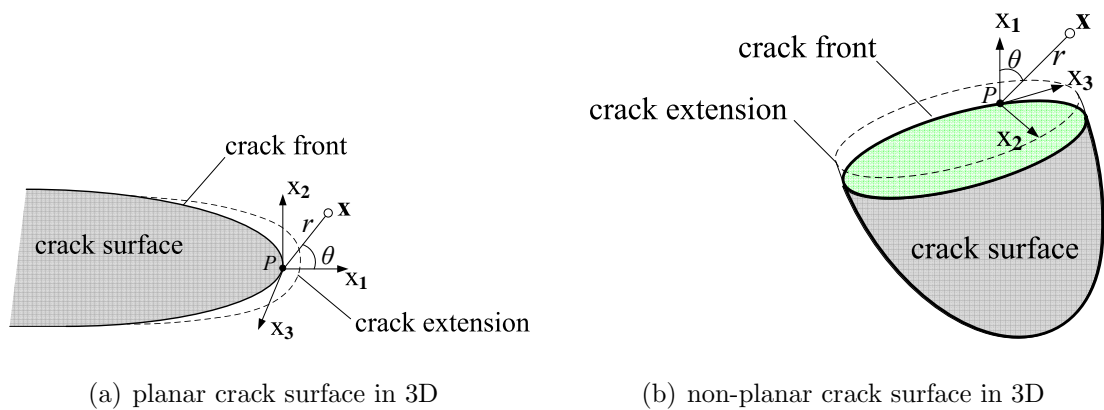 crack front
x2
x
r
crack surface
P
θ
x1
x3
crack extension
(a) planar crack surface in 3D
x1
x
crack front
θ
r
x3
P
crack extension
x2
crack surface
(b) non-planar crack surface in 3D